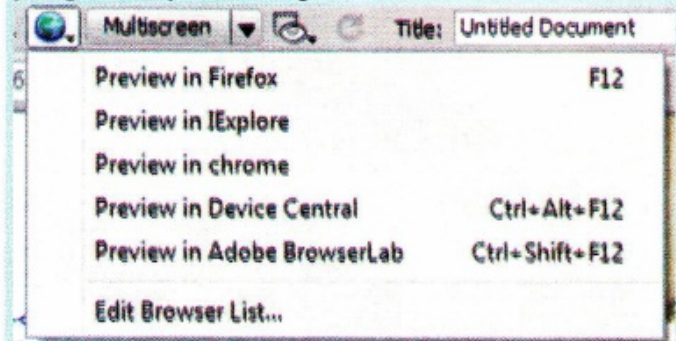 Multiscreen Title: Untitled Document
6
Preview in Firefox F12
Preview in IExplore
Preview in chrome
Preview in Device Central Ctrl+Alt+F12
Preview in Adobe BrowserLab Ctrl+Shift+F12
Edit Browser List...